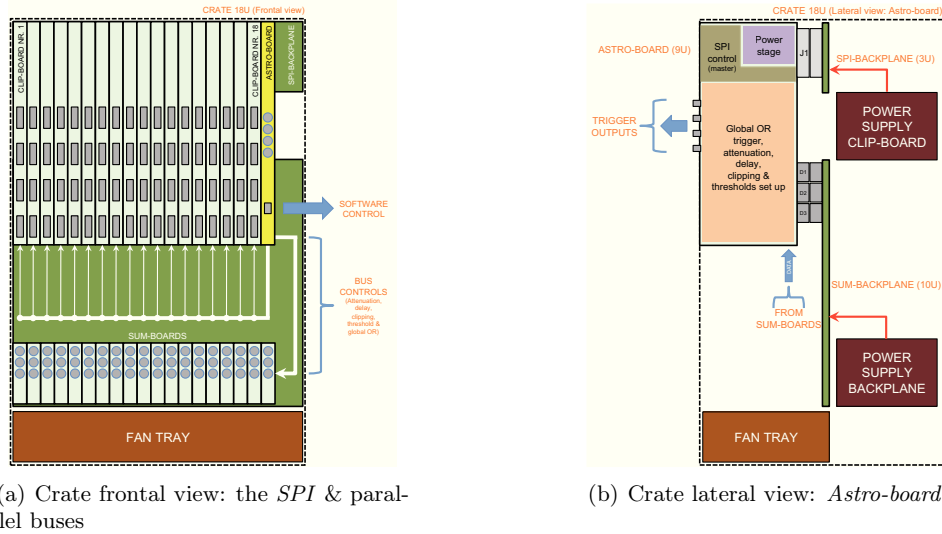 CRATE 18U (Frontal view)
CLIP-BOARD NR. 1
CLIP-BOARD NR. 18
ASTRO-BOARD
SPI-BACKPLANE
SOFTWARE
CONTROL
BUS
CONTROLS
(Attenuation,
delay,
clipping,
threshold &
global OR)
SUM-BOARDS
FAN TRAY
(a) Crate frontal view: the SPI & paral-
lel buses
CRATE 18U (Lateral view: Astro-board)
ASTRO-BOARD (9U)
SPI
control
(master)
Power
stage
J1
SPI-BACKPLANE (3U)
POWER
SUPPLY
CLIP-BOARD
TRIGGER
OUTPUTS
Global OR
trigger,
attenuation,
delay,
clipping &
thresholds set up
D1
D2
D3
DATA
FROM
SUM-BOARDS
SUM-BACKPLANE (10U)
POWER
SUPPLY
BACKPLANE
FAN TRAY
(b) Crate lateral view: Astro-board